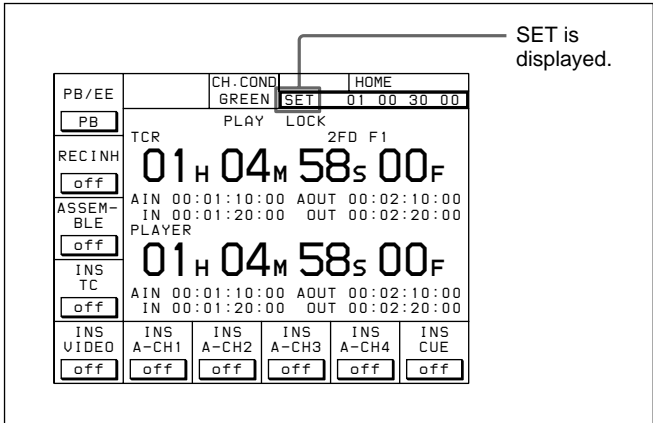 SET is
displayed.
PB/EE
PB
CH.COND
GREEN
HOME
SET 01 00 30 00
PLAY LOCK
TCR 2FD F1
01H 04M 58S 00F
AIN 00:01:10:00 AOUT 00:02:10:00
IN 00:01:20:00 OUT 00:02:20:00
PLAYER
01H 04M 58S 00F
AIN 00:01:10:00 AOUT 00:02:10:00
IN 00:01:20:00 OUT 00:02:20:00
RECINH
off
ASSEM-
BLE
off
INS
TC
off
INS
VIDEO
off
INS
A-CH1
off
INS
A-CH2
off
INS
A-CH3
off
INS
A-CH4
off
INS
CUE
off